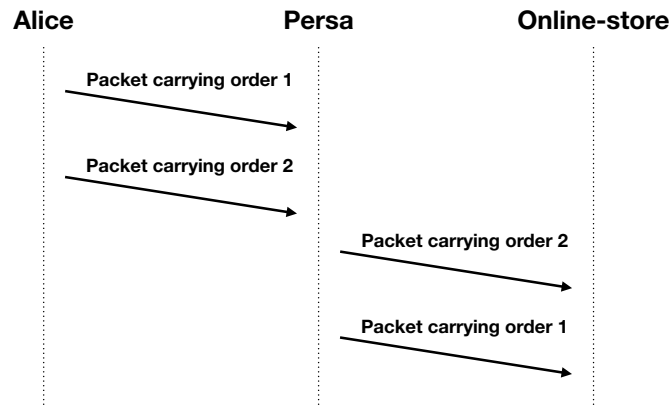 Alice
Persa
Online-store
Packet carrying order 1
Packet carrying order 2
Packet carrying order 2
Packet carrying order 1